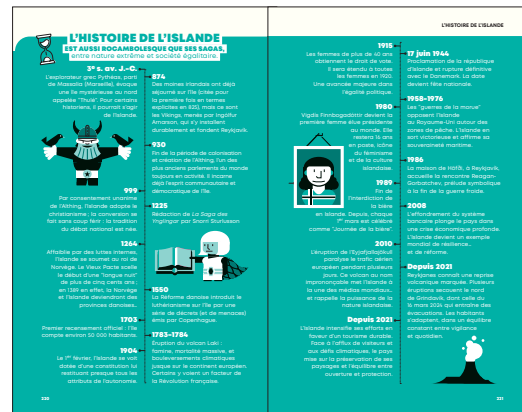 L'HISTOIRE DE L'ISLANDE
EST AUSSI ROCAMBOLESQUE QUE SES SAGAS,
entre nature extrême et société égalitaire.
3e s. av. J.-C.
L'explorateur grec Pythéas, parti
de Massalia (Marseille), évoque
une île mystérieuse au nord
appelée "Thulé". Pour certains
historiens, il pourrait s'agir
de l'Islande.
999
Par consentement unanime
de l'Althing, l'Islande adopte le
christianisme ; la conversion se
fait sans coup férir : la tradition
du débat national est née.
1264
Affaiblie par des luttes internes,
l'Islande se soumet au roi de
Norvège. Le Vieux Pacte scelle
le début d'une "longue nuit"
de plus de cinq cents ans ;
en 1389 en effet, la Norvège
et l'Islande deviendront des
provinces danoises.
1703
Premier recensement officiel : l'île
compte environ 50 000 habitants.
1904
Le 1er février, l'Islande se voit
dotée d'une constitution lui
restituant presque tous les
attributs de l'autonomie.
874
Des moines irlandais ont déjà
séjourné sur l'île (citée pour
la première fois en termes
explicites en 825), mais ce sont
les Vikings, menés par Ingólfur
Arnarson, qui s'y installent
durablement et fondent Reykjavík.
930
Fin de la période de colonisation
et création de l'Althing, l'un des
plus anciens parlements du monde
toujours en activité. Il incarne
déjà l'esprit communautaire et
démocratique de l'île.
1225
Rédaction de La Saga des
Ynglingar par Snorri Sturlusson
1550
La Réforme danoise introduit le
luthérianisme sur l'île par une
série de décrets (et de menaces)
émis par Copenhague.
1783-1784
Éruption du volcan Laki :
famine, mortalité massive, et
bouleversements climatiques
jusque sur le continent européen.
Certains y voient un facteur de
la Révolution française.
220
L'HISTOIRE DE L'ISLANDE
1915
Les femmes de plus de 40 ans
obtiennent le droit de vote.
Il sera étendu à toutes
les femmes en 1920.
Une avancée majeure dans
l'égalité politique.
1980
Vigdís Finnbogadóttir devient la
première femme élue présidente
au monde. Elle
restera 16 ans
en poste, icône
du féminisme
et de la culture
islandaise.
1989
Fin de
l'interdiction de
la bière
en Islande. Depuis, chaque
1er mars est célébré
comme "Journée de la bière".
2010
L'éruption de l'Eyjafjallajökull
paralyse le trafic aérien
européen pendant plusieurs
jours. Ce volcan au nom
imprononçable met l'Islande à
la une des médias mondiaux...
et rappelle la puissance de la
nature islandaise.
Depuis 2021
L'Islande intensifie ses efforts en
faveur d'un tourisme durable.
Face à l'afflux de visiteurs et
aux défis climatiques, le pays
mise sur la préservation de ses
paysages et l'équilibre entre
ouverture et protection.
17 juin 1944
Proclamation de la république
d'Islande et rupture définitive
avec le Danemark. La date
devient fête nationale.
1958-1976
Les "guerres de la morue"
opposent l'Islande
au Royaume-Uni autour des
zones de pêche. L'Islande en
sort victorieuse et affirme sa
souveraineté maritime.
1986
La maison de Höfði, à Reykjavík,
accueille la rencontre Reagan-
Gorbatchev, prélude symbolique
à la fin de la guerre froide.
2008
L'effondrement du système
bancaire plonge le pays dans
une crise économique profonde.
L'Islande devient un exemple
mondial de résilience...
et de réforme.
Depuis 2021
Reykjanes connaît une reprise
volcanique marquée. Plusieurs
éruptions secouent le nord
de Grindavík, dont celle du
16 mars 2024 qui entraîne des
évacuations. Les habitants
s'adaptent, dans un équilibre
constant entre vigilance
et quotidien.
221